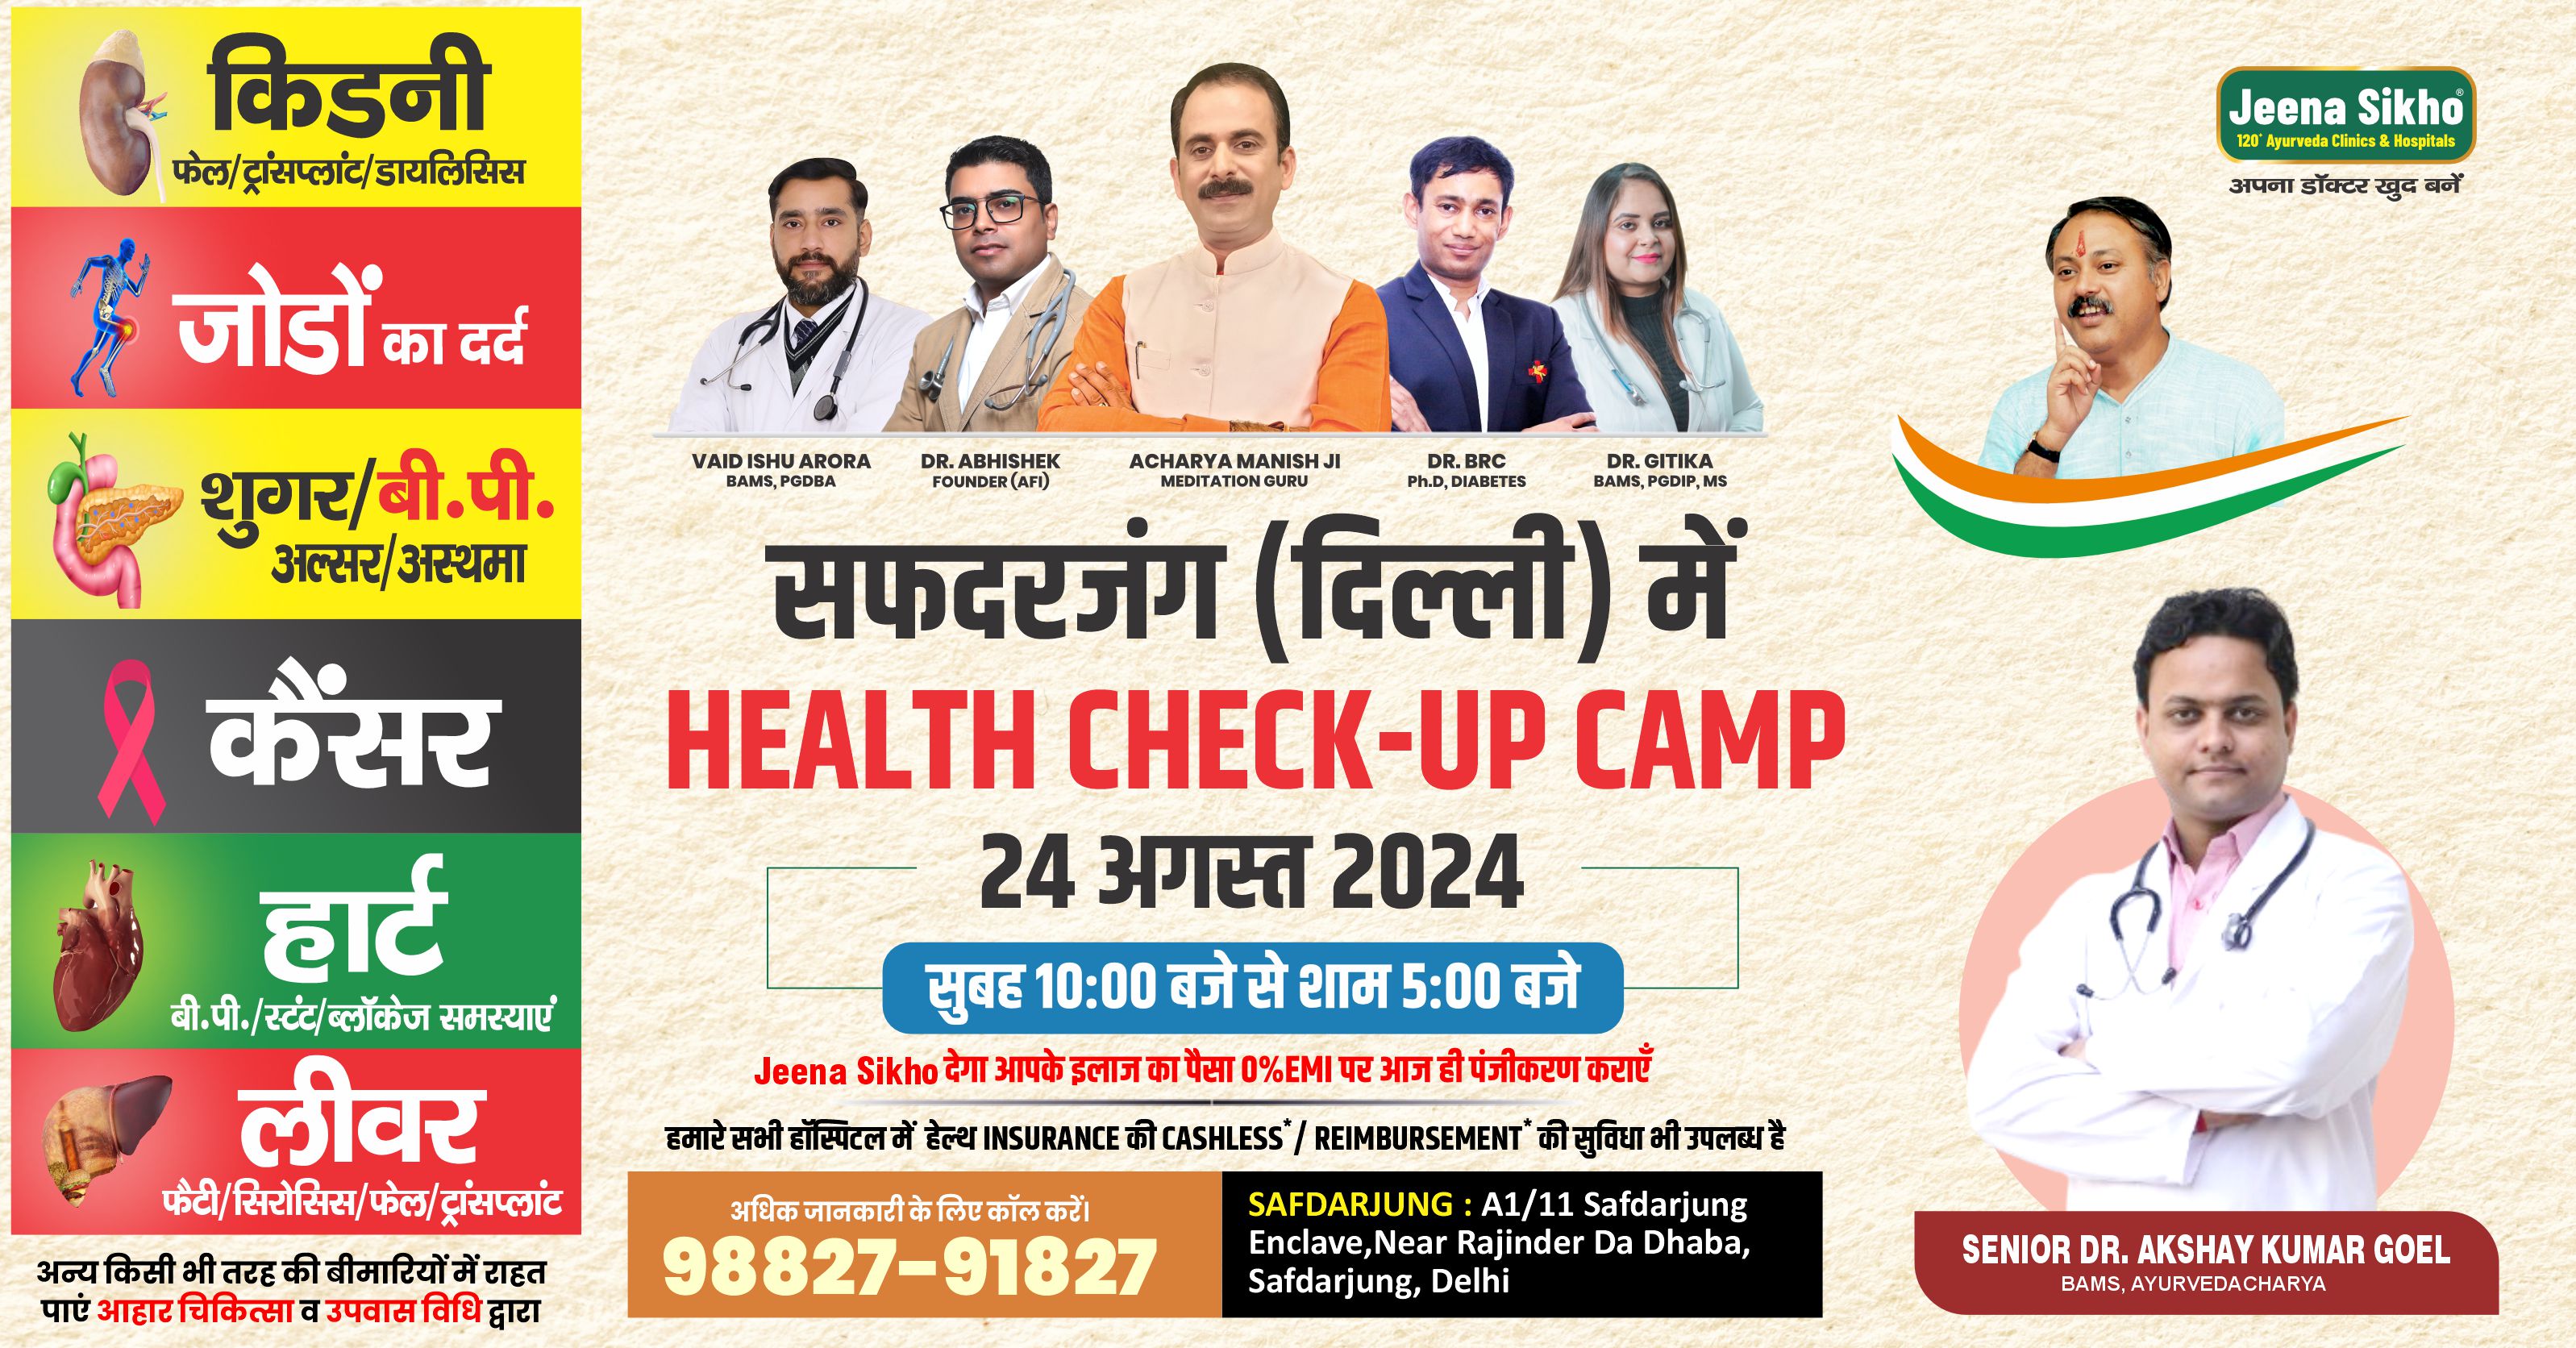 किडनी
फेल/ट्रांसप्लांट/डायलिसिस
जोडों का दर्द
शुगर/बी.पी.
अल्सर/अस्थमा
कैंसर
हार्ट
बी.पी./स्टंट/ब्लॉकेज समस्याएं
लीवर
फैटी/सिरोसिस/फेल/ट्रांसप्लांट
अन्य किसी भी तरह की बीमारियों में राहत
पाएं आहार चिकित्सा व उपवास विधि द्वारा
VAID ISHU ARORA
BAMS, PGDBA
DR. ABHISHEK
FOUNDER (AFI)
ACHARYA MANISH JI
MEDITATION GURU
DR. BRC
Ph.D, DIABETES
DR. GITIKA
BAMS, PGDIP, MS
सफदरजंग (दिल्ली) में
HEALTH CHECK-UP CAMP
24 अगस्त 2024
सुबह 10:00 बजे से शाम 5:00 बजे
Jeena Sikho देगा आपके इलाज का पैसा 0%EMI पर आज ही पंजीकरण कराएँ
हमारे सभी हॉस्पिटल में हेल्थ INSURANCE की CASHLESS*/ REIMBURSEMENT* की सुविधा भी उपलब्ध है
अधिक जानकारी के लिए कॉल करें।
98827-91827
SAFDARJUNG : A1/11 Safdarjung
Enclave,Near Rajinder Da Dhaba,
Safdarjung, Delhi
Jeena Sikho®
120+ Ayurveda Clinics & Hospitals
अपना डॉक्टर खुद बनें
SENIOR DR. AKSHAY KUMAR GOEL
BAMS, AYURVEDACHARYA